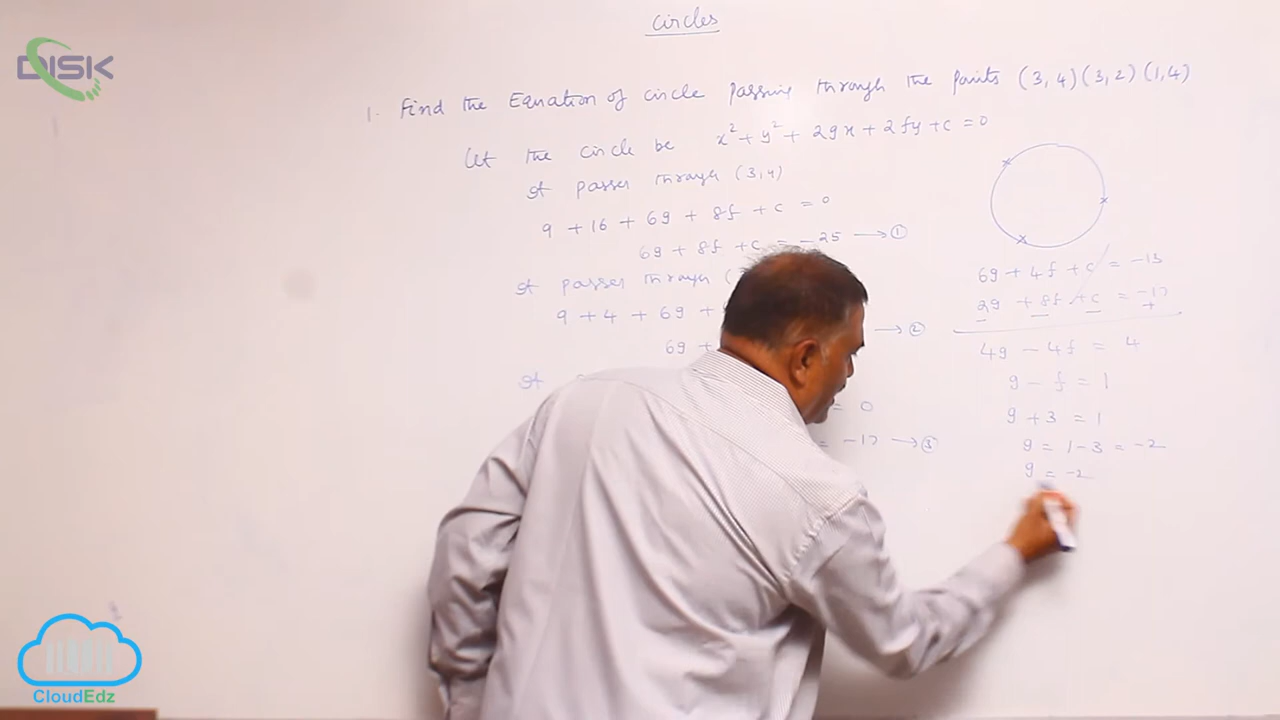 DISK
Circles
1. Find the Equation of circle passing through the points (3,4) (3,2) (1,4)
Let the circle be x² + y² + 2gx + 2fy + c = 0
It passes through (3,4)
9 + 16 + 6g + 8f + c = 0
6g + 8f + c = -25 → ①
It passes through (
9 + 4 + 6g +
6g + → ②
It
= 0
= -17 → ③
6g + 4f + c = -13
2g + 8f + c = -17
- - - +
4g - 4f = 4
g - f = 1
g + 3 = 1
g = 1 - 3 = -2
g = -2
CloudEdz